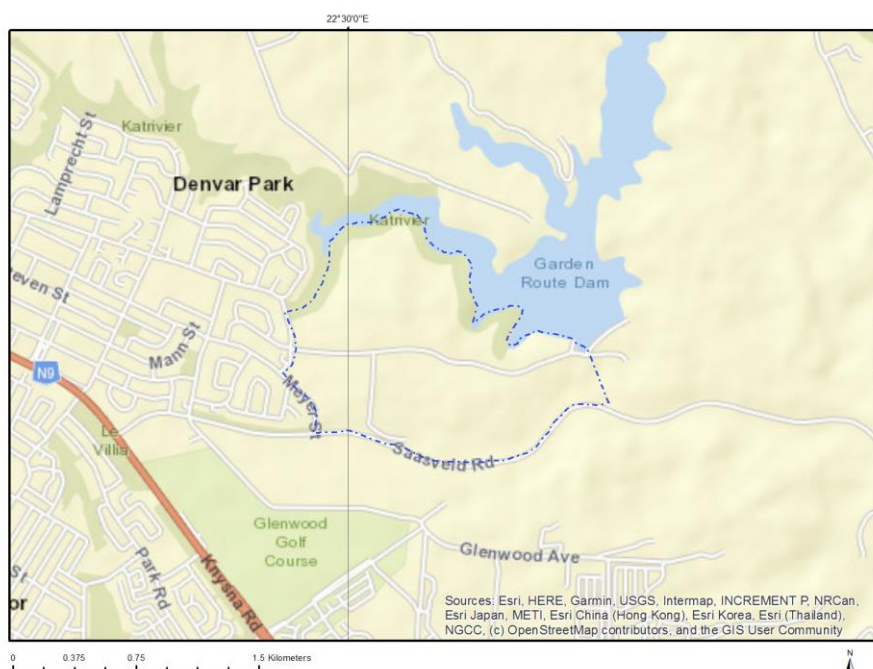 22°30'0"E
Katrivier
Lamprecht St
Denvar Park
Katrivier
Garden
Route Dam
even St
Mann St
N9
Meyer St
Le
Villia
Saasveld Rd
Glenwood
Golf
Course
Glenwood Ave
Park Rd
Knysna Rd
St
or
Sources: Esri, HERE, Garmin, USGS, Intermap, INCREMENT P, NRCan,
Esri Japan, METI, Esri China (Hong Kong), Esri Korea, Esri (Thailand),
NGCC, (c) OpenStreetMap contributors, and the GIS User Community
0 0.375 0.75 1.5 Kilometers
N